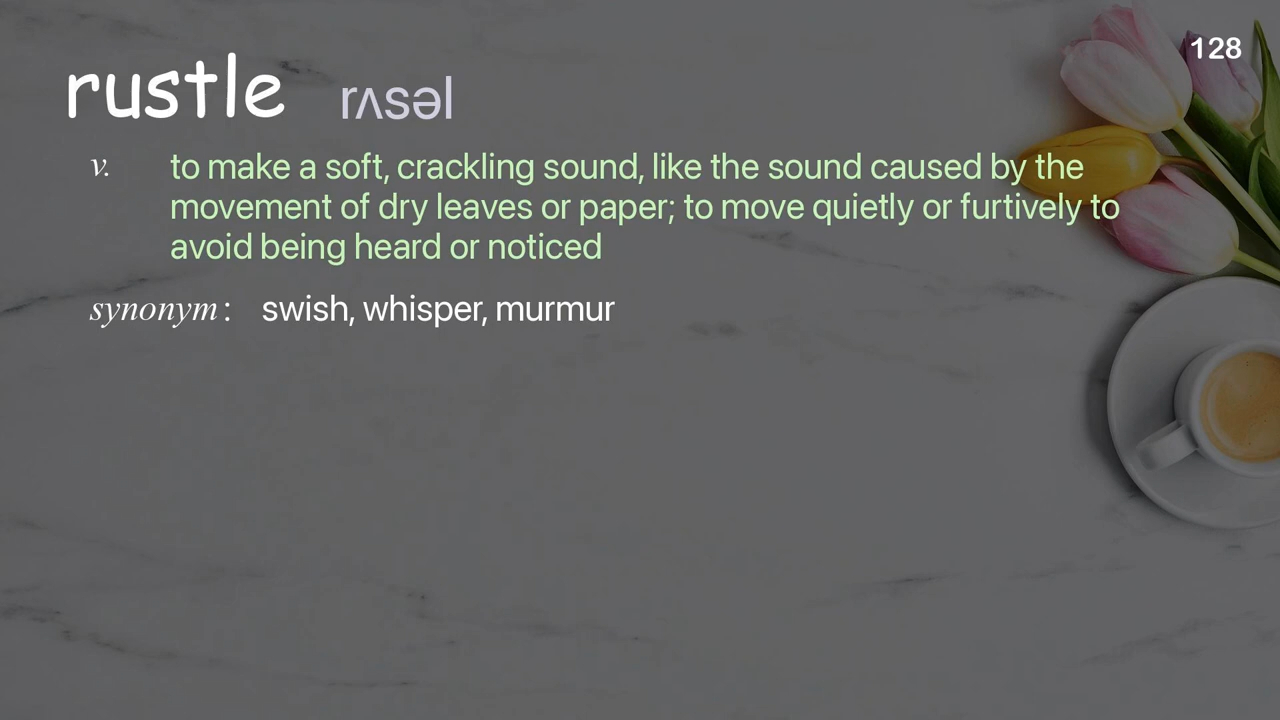 128
rustle rʌsəl
v. to make a soft, crackling sound, like the sound caused by the
movement of dry leaves or paper; to move quietly or furtively to
avoid being heard or noticed
synonym: swish, whisper, murmur